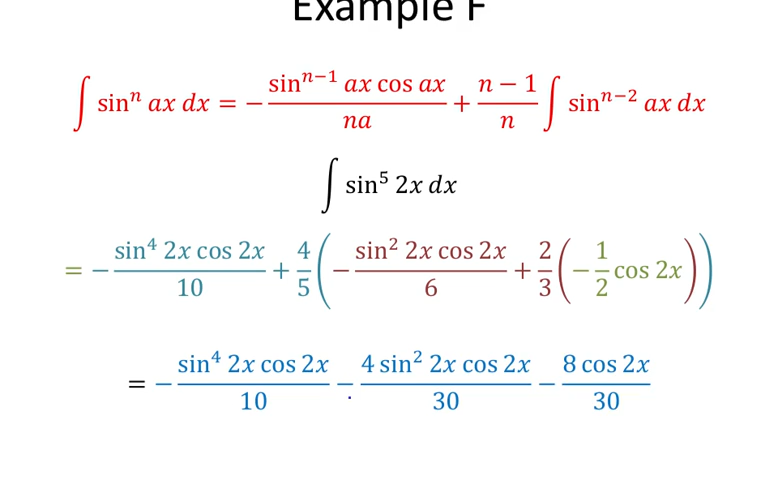 Example F
∫ sinⁿ ax dx = − (sinⁿ⁻¹ ax cos ax)/(na) + (n − 1)/n ∫ sinⁿ⁻² ax dx
∫ sin⁵ 2x dx
= − (sin⁴ 2x cos 2x)/10 + 4/5 (− (sin² 2x cos 2x)/6 + 2/3 (− 1/2 cos 2x))
= − (sin⁴ 2x cos 2x)/10 − (4 sin² 2x cos 2x)/30 − (8 cos 2x)/30